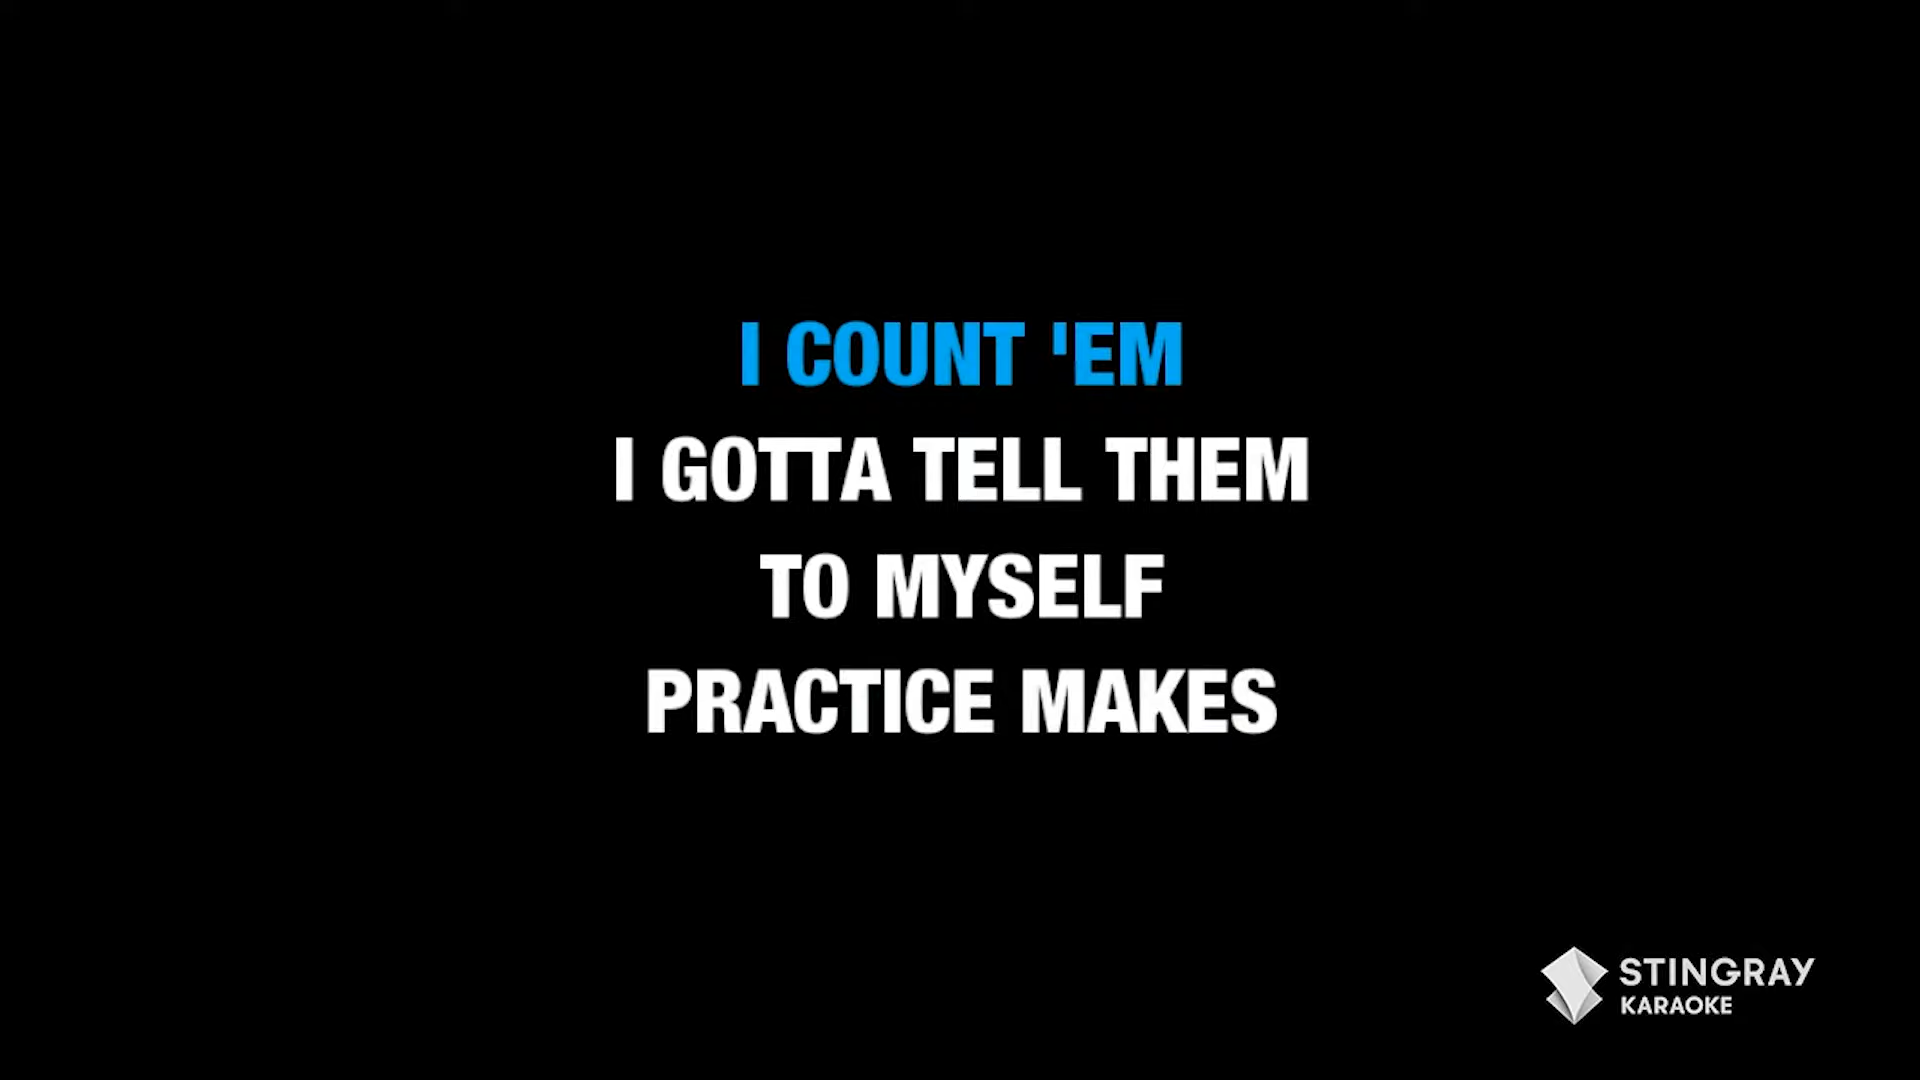 I COUNT 'EM
I GOTTA TELL THEM
TO MYSELF
PRACTICE MAKES
STINGRAY
KARAOKE